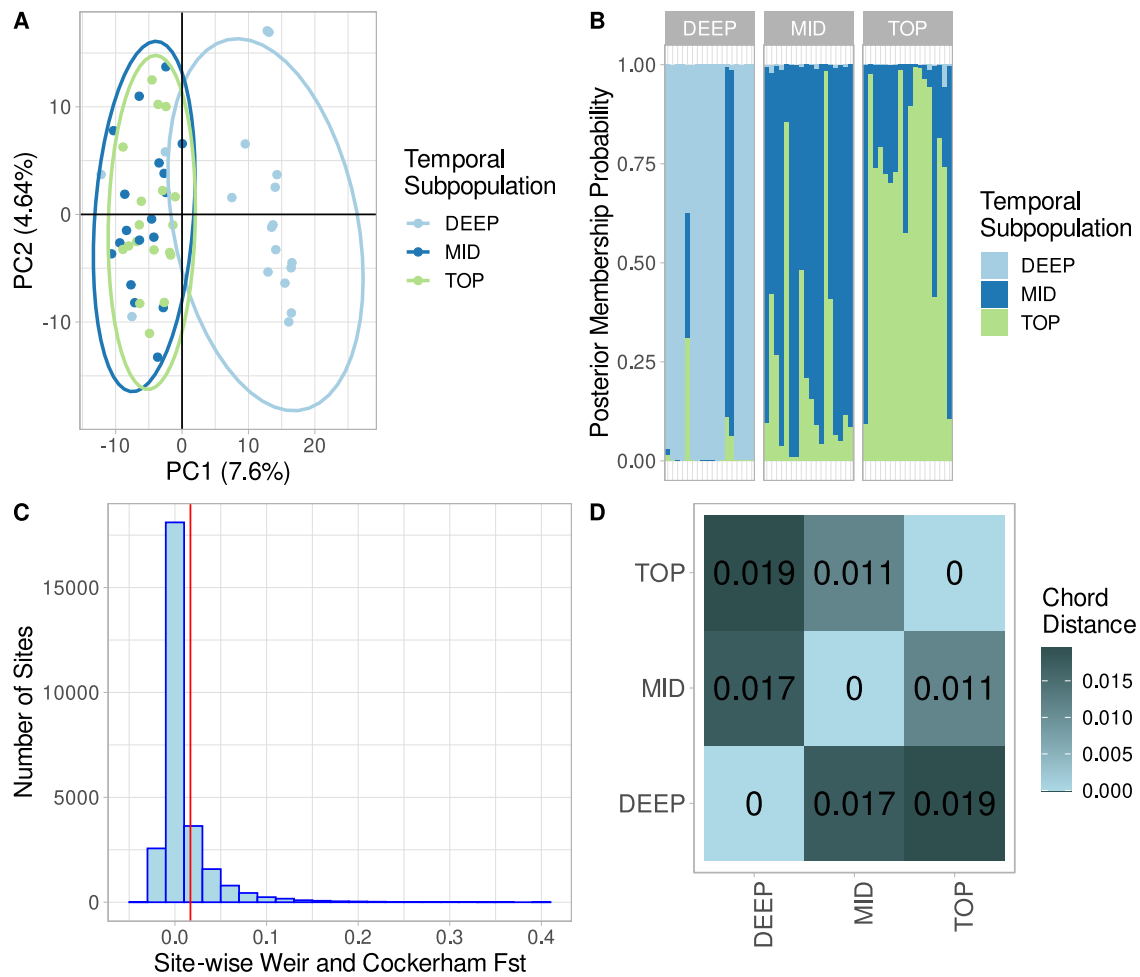 A
PC2 (4.64%)
10
0
-10
-10
0
10
20
PC1 (7.6%)
Temporal
Subpopulation
DEEP
MID
TOP
B
DEEP
MID
TOP
Posterior Membership Probability
1.00
0.75
0.50
0.25
0.00
Temporal
Subpopulation
DEEP
MID
TOP
C
Number of Sites
15000
10000
5000
0
0.0
0.1
0.2
0.3
0.4
Site-wise Weir and Cockerham Fst
D
TOP
0.019
0.011
0
MID
0.017
0
0.011
DEEP
0
0.017
0.019
DEEP
MID
TOP
Chord
Distance
0.015
0.010
0.005
0.000